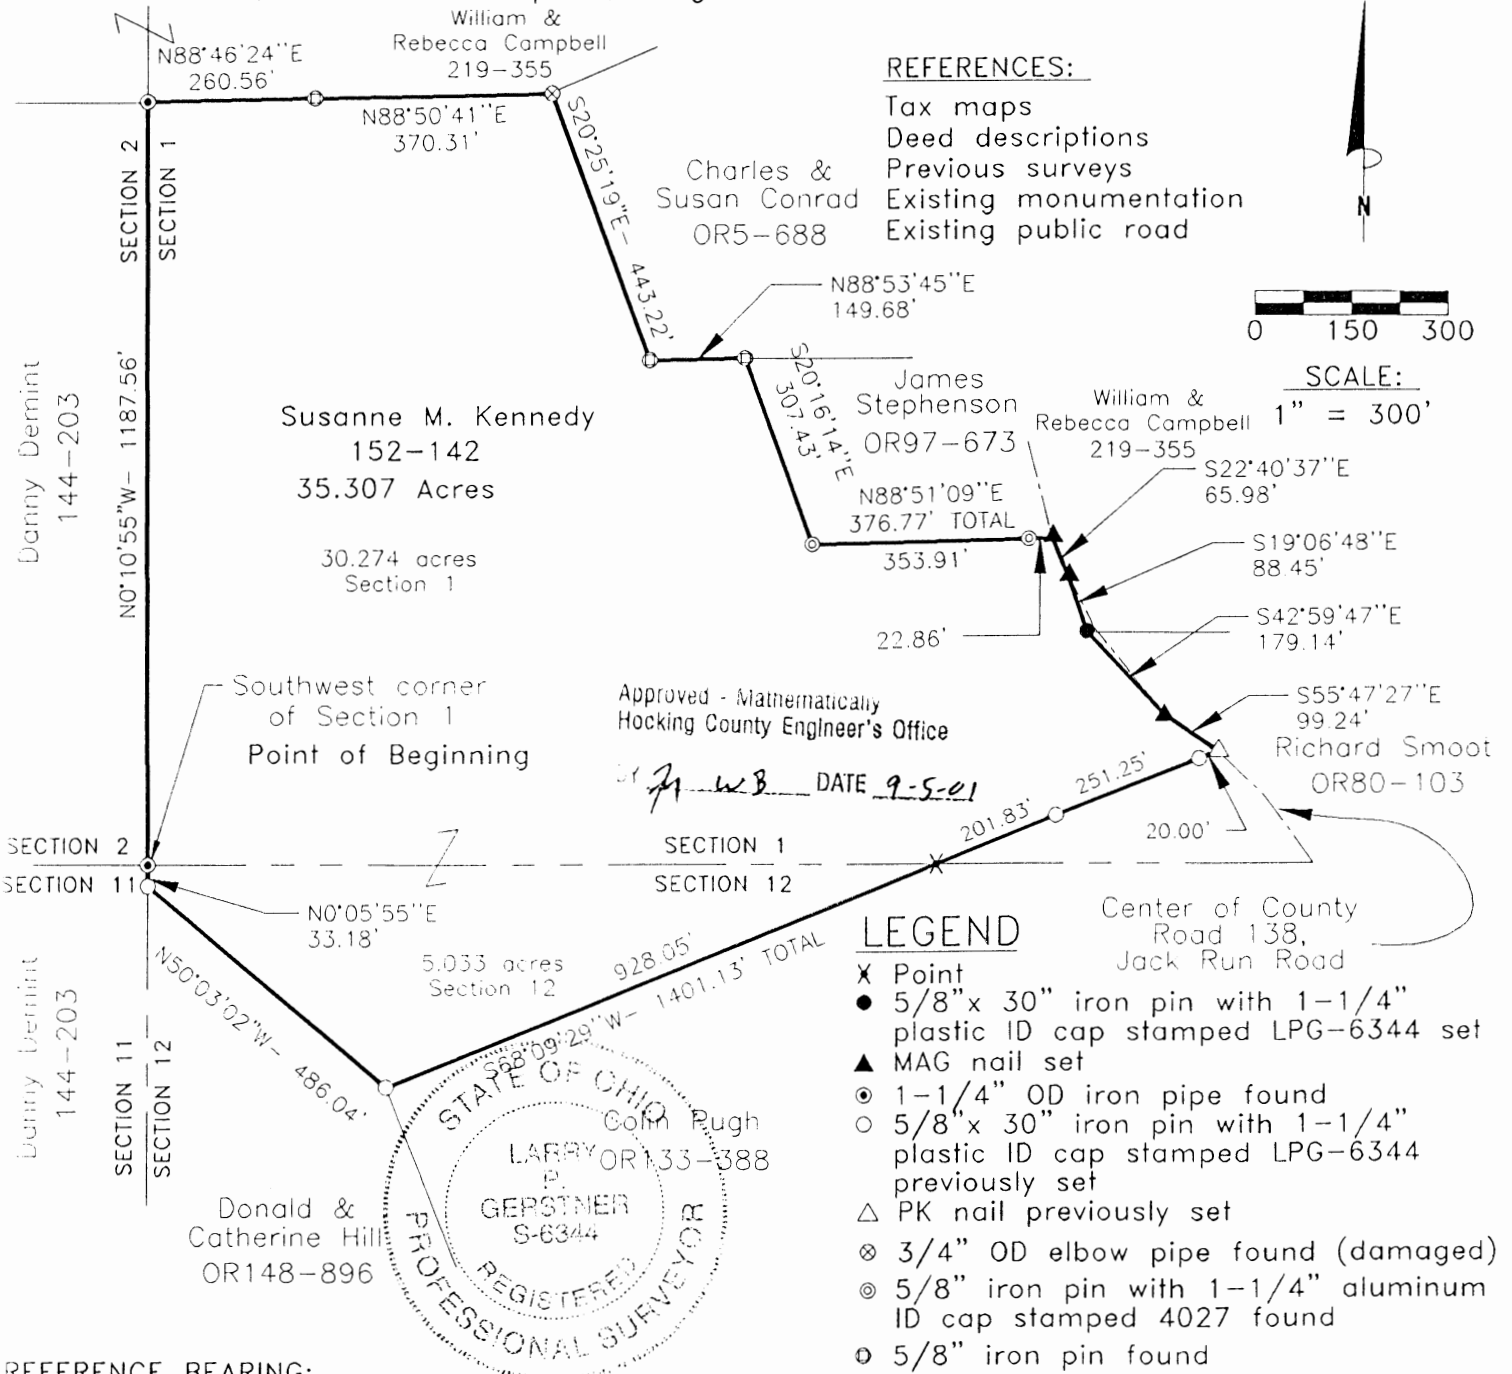 William &
Rebecca Campbell
219-355
N88°46'24"E
260.56'
N88°50'41"E
370.31'
S20°25'19"E- 443.22'
REFERENCES:
Tax maps
Deed descriptions
Previous surveys
Existing monumentation
Existing public road
N
Charles &
Susan Conrad
OR5-688
SECTION 2
SECTION 1
N88°53'45"E
149.68'
0 150 300
SCALE:
1" = 300'
Danny Demint
144-203
N0°10'55"W- 1187.56'
Susanne M. Kennedy
152-142
35.307 Acres
30.274 acres
Section 1
S20°16'14"E
307.43'
James
Stephenson
OR97-673
William &
Rebecca Campbell
219-355
N88°51'09"E
376.77' TOTAL
353.91'
22.86'
S22°40'37"E
65.98'
S19°06'48"E
88.45'
S42°59'47"E
179.14'
S55°47'27"E
99.24'
Richard Smoot
OR80-103
Southwest corner
of Section 1
Point of Beginning
Approved - Mathematically
Hocking County Engineer's Office
WB DATE 9-5-01
251.25'
201.83'
20.00'
SECTION 2
SECTION 11
SECTION 1
SECTION 12
N0°05'55"E
33.18'
N50°03'02"W- 486.04'
5.033 acres
Section 12
928.05'
S68°09'29"W- 1401.13' TOTAL
Center of County
Road 138,
Jack Run Road
Danny Demint
144-203
SECTION 11
SECTION 12
Donald &
Catherine Hill
OR148-896
Colin Pugh
OR133-388
STATE OF OHIO
LARRY
P.
GERSTNER
S-6344
REGISTERED
PROFESSIONAL SURVEYOR
LEGEND
Point
5/8"x 30" iron pin with 1-1/4"
plastic ID cap stamped LPG-6344 set
MAG nail set
1-1/4" OD iron pipe found
5/8"x 30" iron pin with 1-1/4"
plastic ID cap stamped LPG-6344
previously set
PK nail previously set
3/4" OD elbow pipe found (damaged)
5/8" iron pin with 1-1/4" aluminum
ID cap stamped 4027 found
5/8" iron pin found
REFERENCE BEARING: